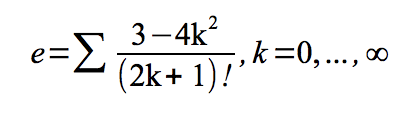 e=∑ (3−4k²)/((2k+1)!), k=0,…,∞